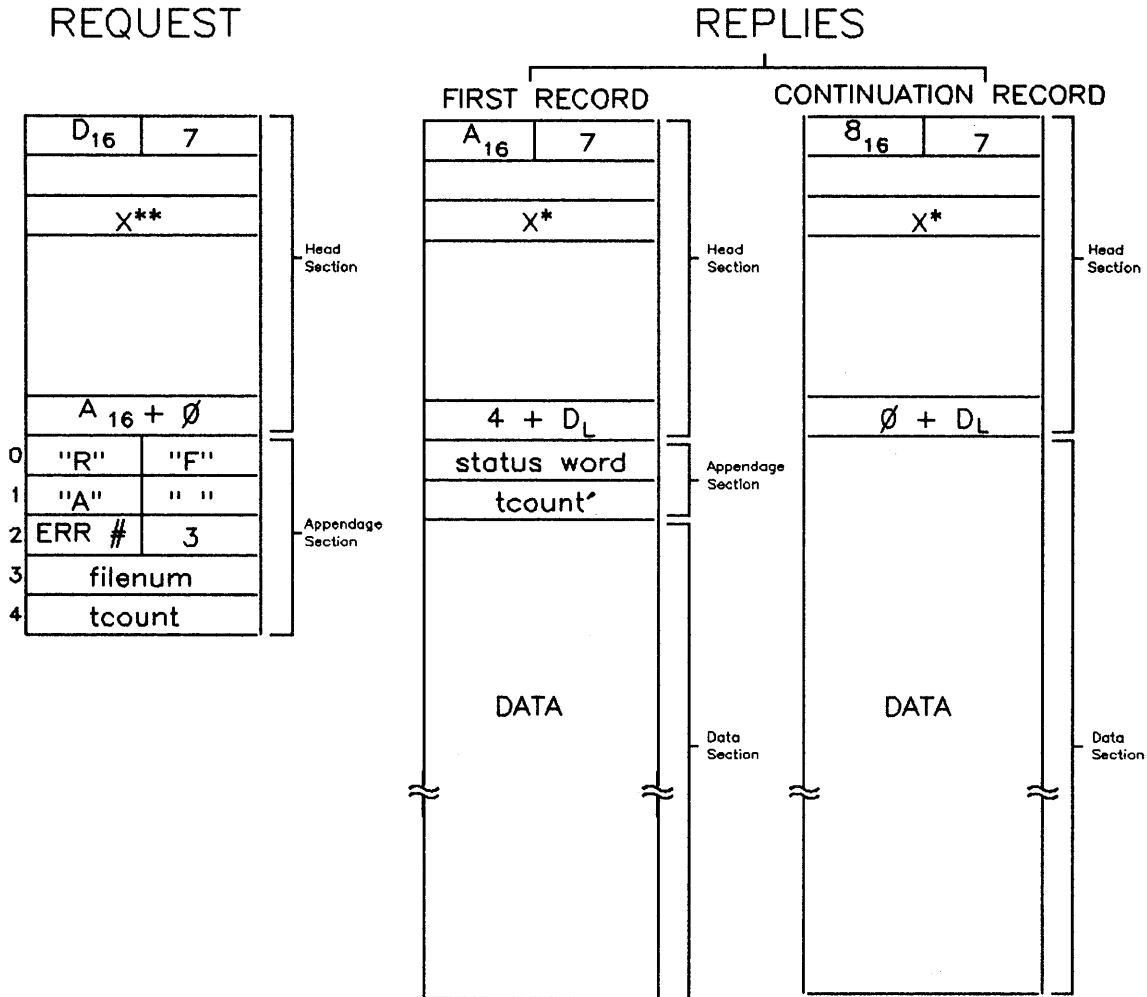 REQUEST
D16 7
X**
A16 + Ø
Head
Section
0 "R" "F"
1 "A" " "
2 ERR # 3
3 filenum
4 tcount
Appendage
Section
REPLIES
FIRST RECORD
A16 7
X*
4 + DL
Head
Section
status word
tcount'
Appendage
Section
DATA
Data
Section
CONTINUATION RECORD
816 7
X*
Ø + DL
Head
Section
DATA
Data
Section